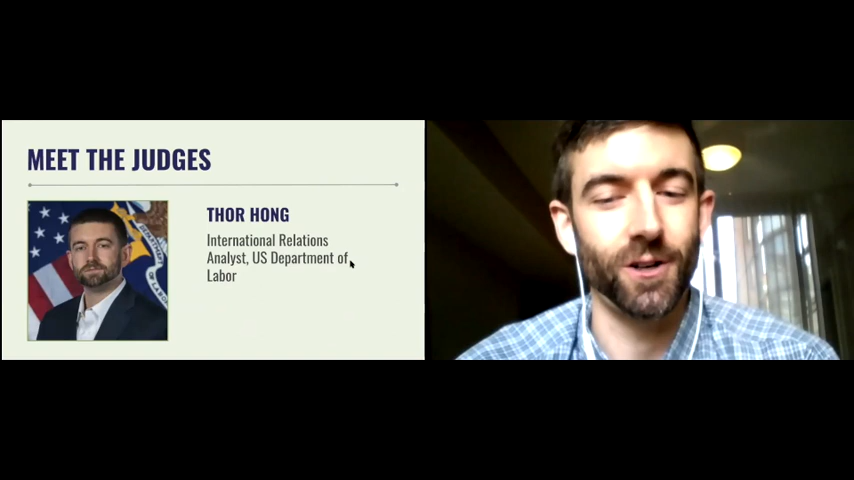 MEET THE JUDGES
THOR HONG
International Relations
Analyst, US Department of
Labor